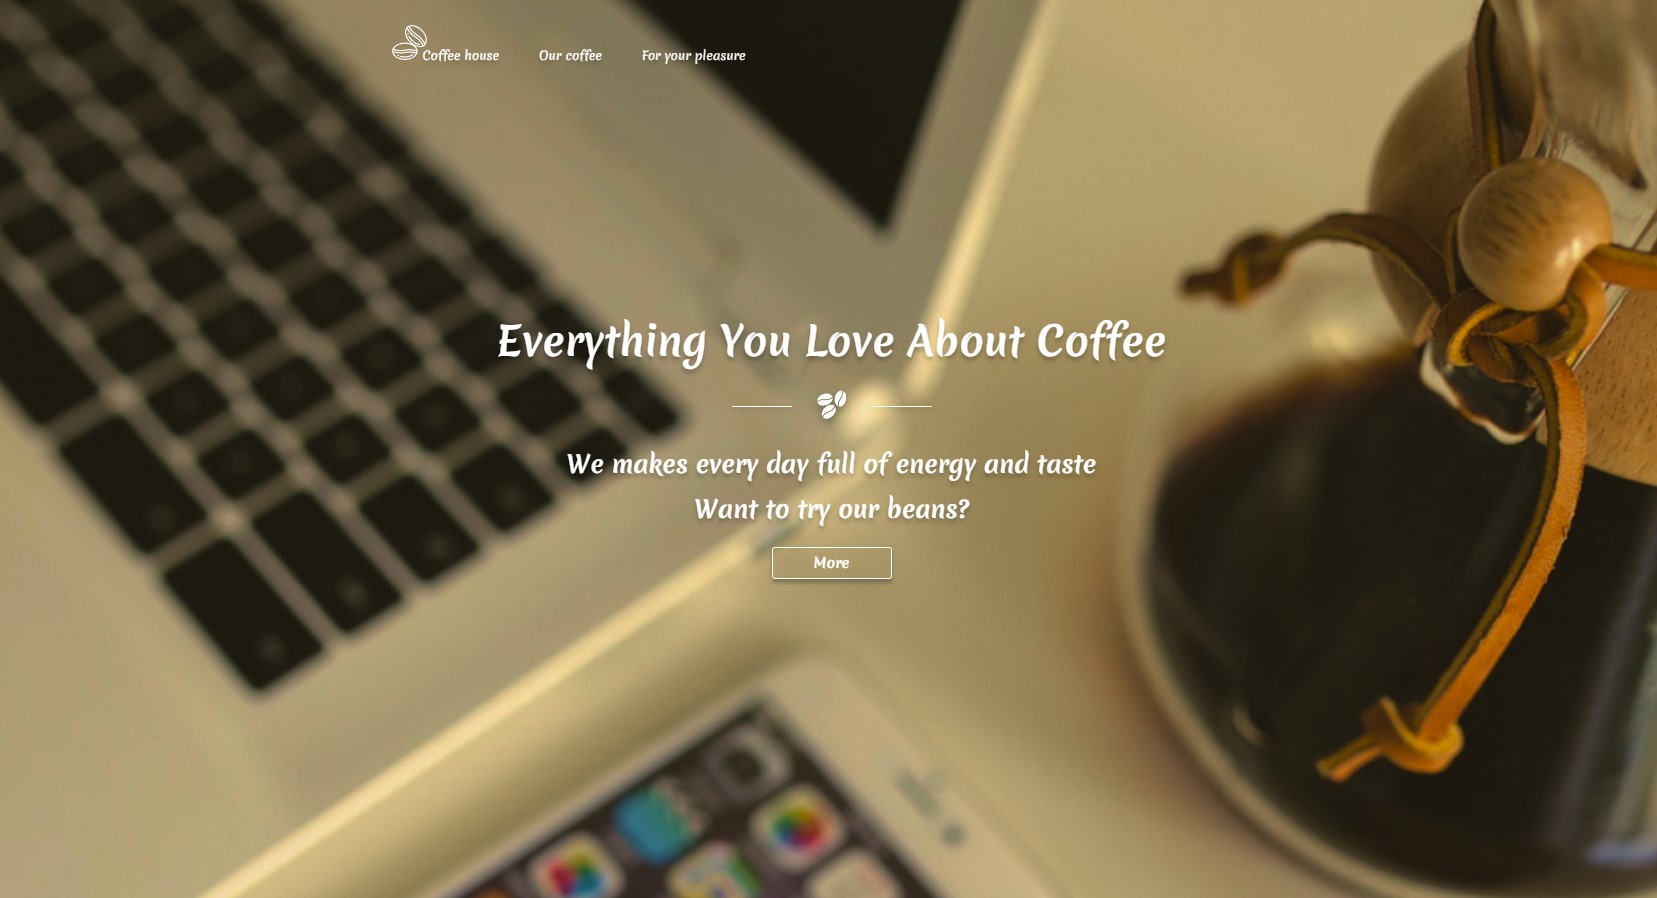 Coffee house Our coffee For your pleasure
Everything You Love About Coffee
We makes every day full of energy and taste
Want to try our beans?
More